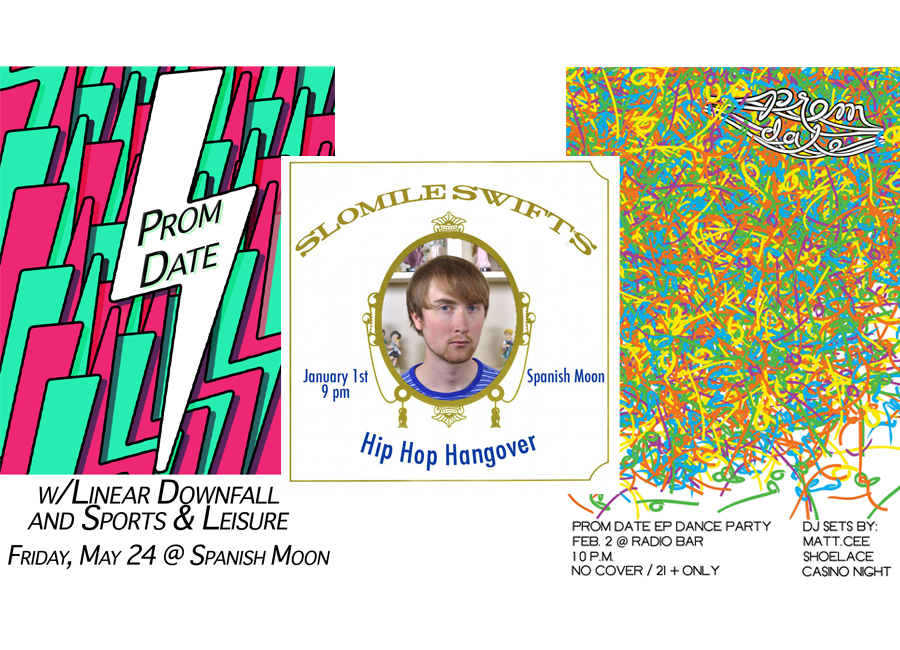 PROM
DATE
W/LINEAR DOWNFALL
AND SPORTS & LEISURE
FRIDAY, MAY 24 @ SPANISH MOON
SLOMILE SWIFTS
January 1st
9 pm
Spanish Moon
Hip Hop Hangover
prom
date
PROM DATE EP DANCE PARTY
FEB. 2 @ RADIO BAR
10 P.M.
NO COVER / 21 + ONLY
DJ SETS BY:
MATT.CEE
SHOELACE
CASINO NIGHT